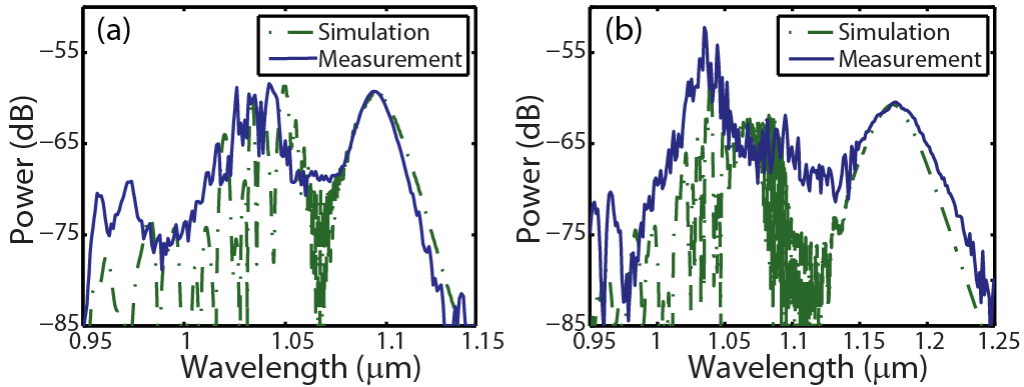 (a)
Simulation
Measurement
−55
−65
−75
−85
Power (dB)
0.95
1
1.05
1.1
1.15
Wavelength (μm)
(b)
Simulation
Measurement
−55
−65
−75
−85
Power (dB)
0.95
1
1.05
1.1
1.15
1.2
1.25
Wavelength (μm)